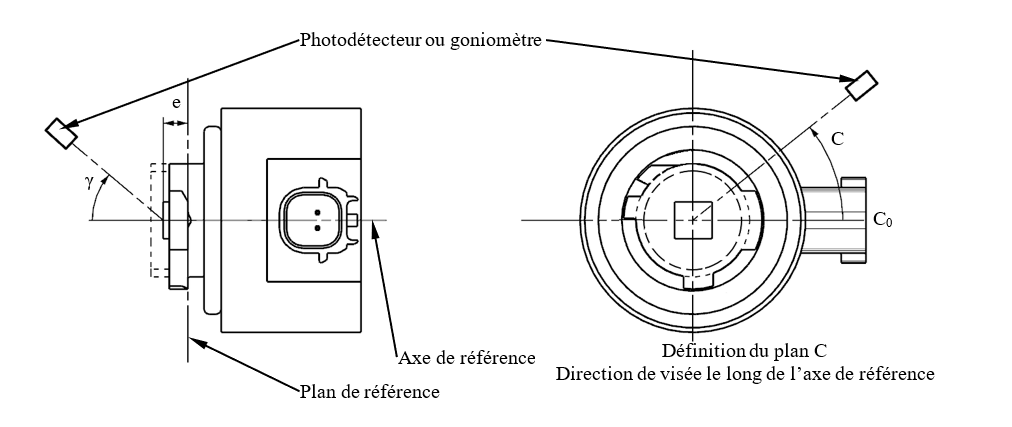 Photodétecteur ou goniomètre
e
γ
C
C₀
Axe de référence
Plan de référence
Définition du plan C
Direction de visée le long de l’axe de référence